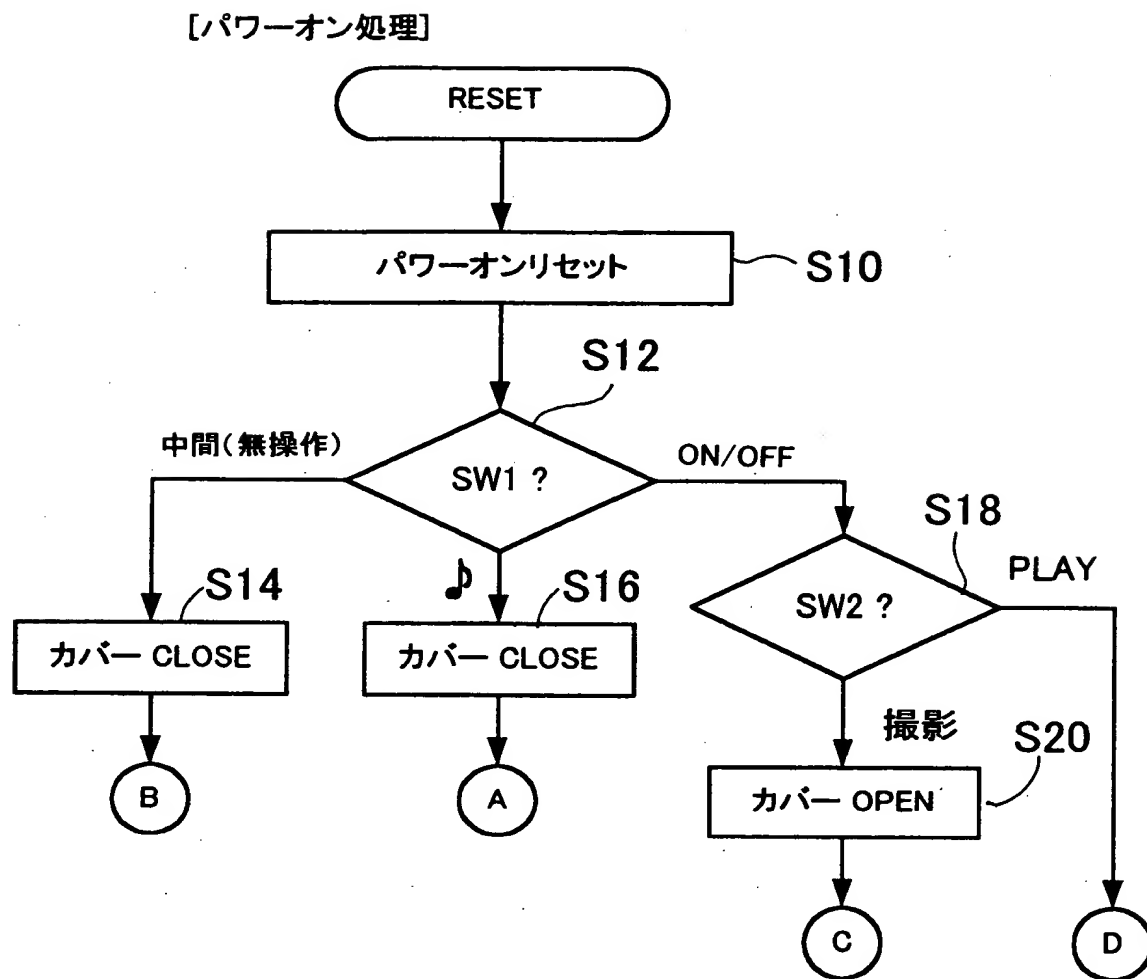 [パワーオン処理]
RESET
パワーオンリセット
S10
S12
中間(無操作)
SW1 ?
ON/OFF
♪
S14
S16
S18
PLAY
カバー CLOSE
カバー CLOSE
SW2 ?
撮影
S20
カバー OPEN
B
A
C
D